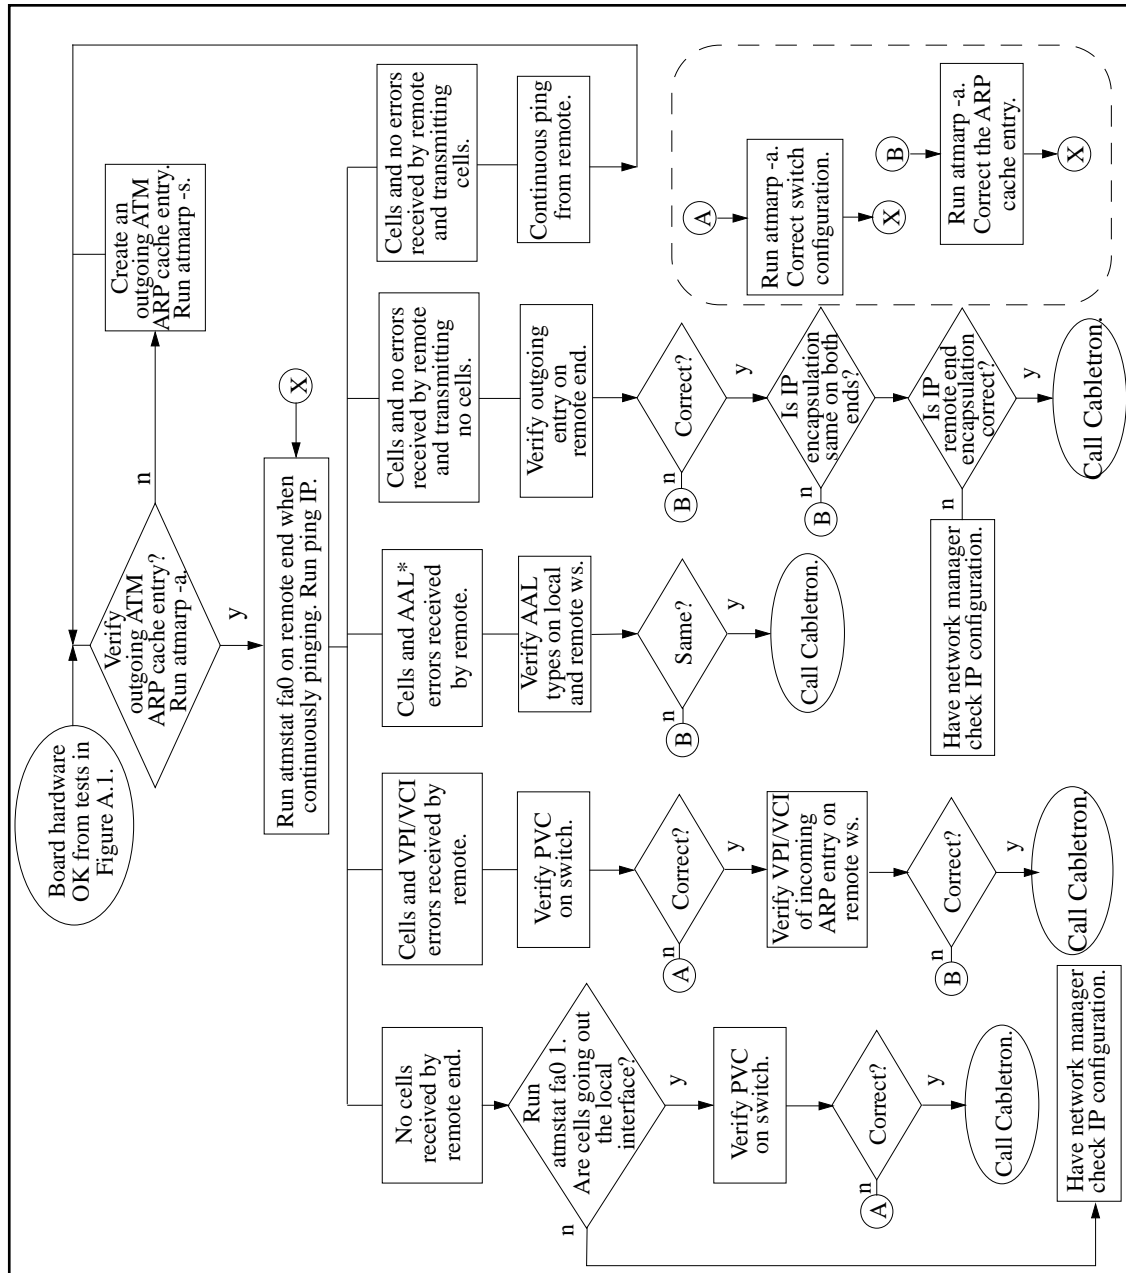 Board hardware
OK from tests in
Figure A.1.
Verify
outgoing ATM
ARP cache entry?
Run atmarp -a.
n
Create an
outgoing ATM
ARP cache entry.
Run atmarp -s.
y
Run atmstat fa0 on remote end when
continuously pinging. Run ping IP.
X
No cells
received by
remote end.
Run
atmstat fa0 1.
Are cells going out
the local
interface?
n
y
Verify PVC
on switch.
Correct?
n
A
y
Call Cabletron.
Have network manager
check IP configuration.
Cells and VPI/VCI
errors received by
remote.
Verify PVC
on switch.
Correct?
n
A
y
Verify VPI/VCI
of incoming
ARP entry on
remote ws.
Correct?
n
B
y
Call Cabletron.
Cells and AAL*
errors received
by remote.
Verify AAL
types on local
and remote ws.
Same?
n
B
y
Call Cabletron.
Cells and no errors
received by remote
and transmitting
no cells.
Verify outgoing
entry on
remote end.
Correct?
n
B
y
Is IP
encapsulation
same on both
ends?
n
B
y
Is IP
remote end
encapsulation
correct?
n
Have network manager
check IP configuration.
y
Call Cabletron.
Cells and no errors
received by remote
and transmitting
cells.
Continuous ping
from remote.
A
Run atmarp -a.
Correct switch
configuration.
X
B
Run atmarp -a.
Correct the ARP
cache entry.
X